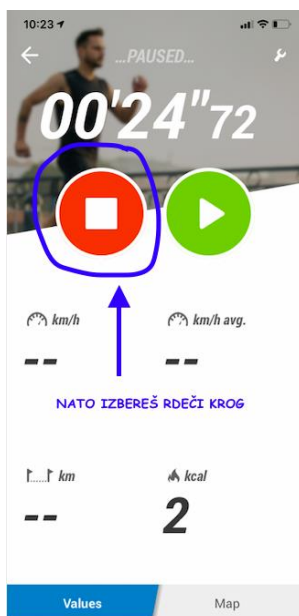 10:23
...PAUSED...
00'24"72
km/h
km/h avg.
--
--
NATO IZBEREŠ RDEČI KROG
km
kcal
--
2
Values
Map